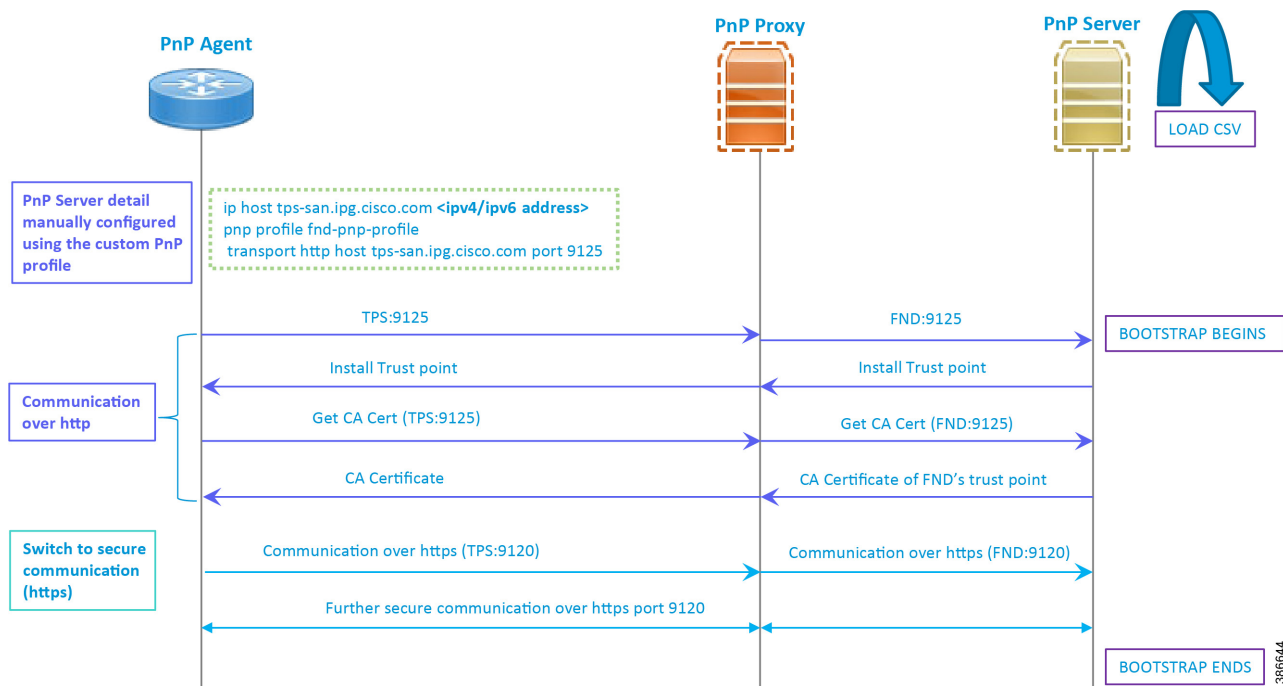 PnP Agent
PnP Proxy
PnP Server
LOAD CSV
PnP Server detail
manually configured
using the custom PnP
profile
ip host tps-san.ipg.cisco.com <ipv4/ipv6 address>
pnp profile fnd-pnp-profile
transport http host tps-san.ipg.cisco.com port 9125
TPS:9125
FND:9125
BOOTSTRAP BEGINS
Install Trust point
Install Trust point
Communication
over http
Get CA Cert (TPS:9125)
Get CA Cert (FND:9125)
CA Certificate
CA Certificate of FND's trust point
Switch to secure
communication
(https)
Communication over https (TPS:9120)
Communication over https (FND:9120)
Further secure communication over https port 9120
BOOTSTRAP ENDS
386644